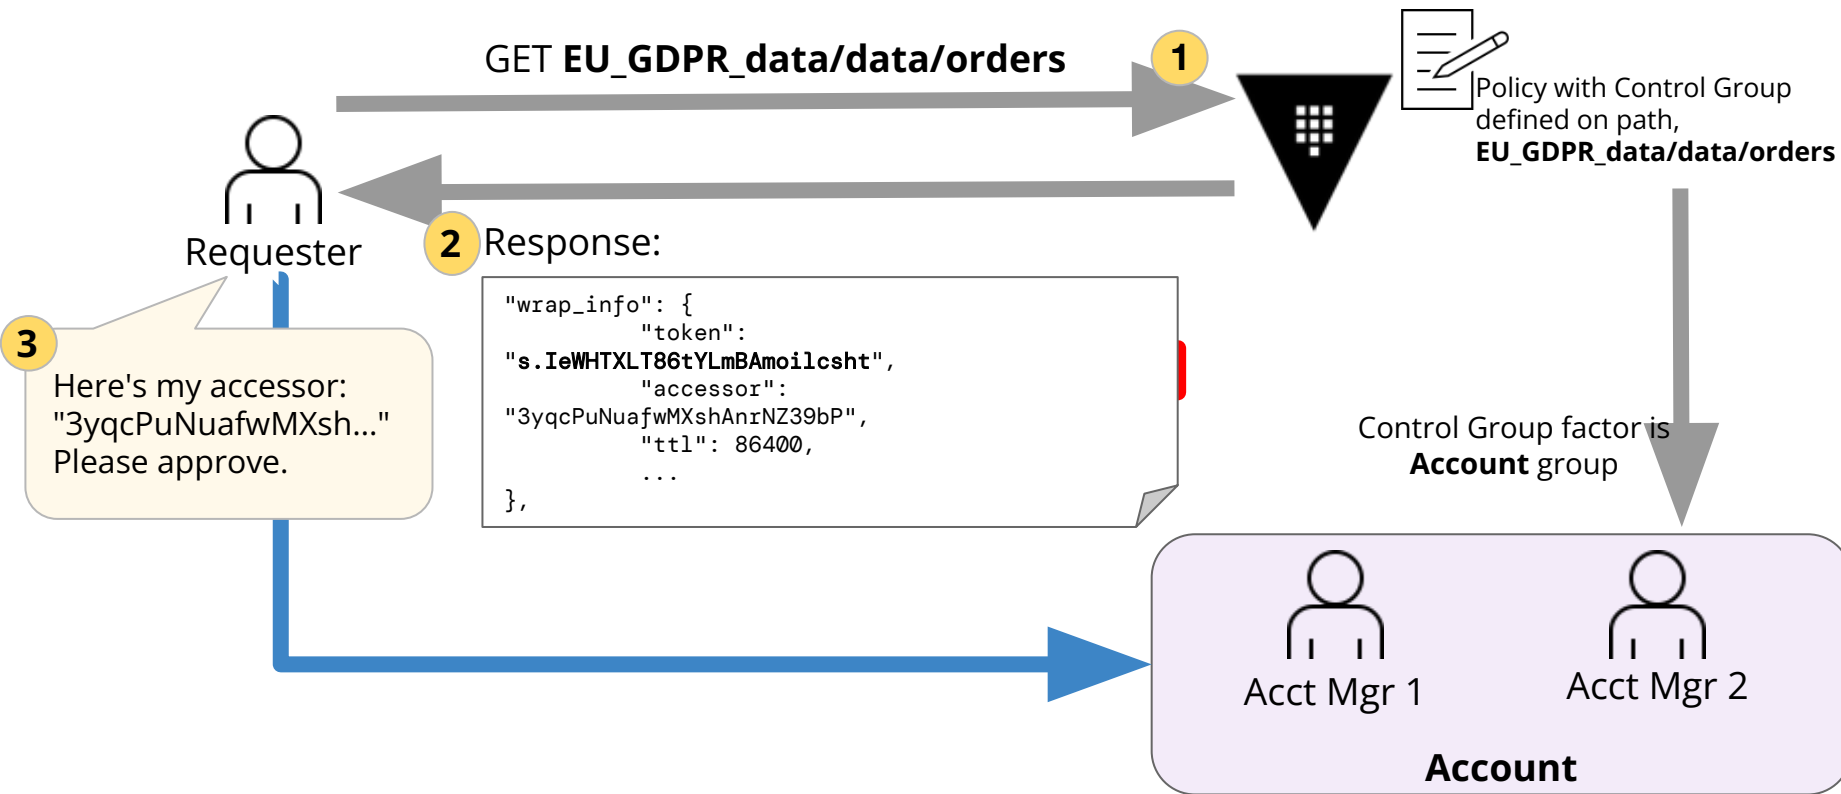 GET EU_GDPR_data/data/orders
1
Policy with Control Group
defined on path,
EU_GDPR_data/data/orders
Requester
2
Response:
"wrap_info": {
"token":
"s.IeWHTXLT86tYLmBAmoilcsht",
"accessor":
"3yqcPuNuafwMXshAnrNZ39bP",
"ttl": 86400,
...
},
3
Here's my accessor:
"3yqcPuNuafwMXsh..."
Please approve.
Control Group factor is
Account group
Acct Mgr 1
Acct Mgr 2
Account